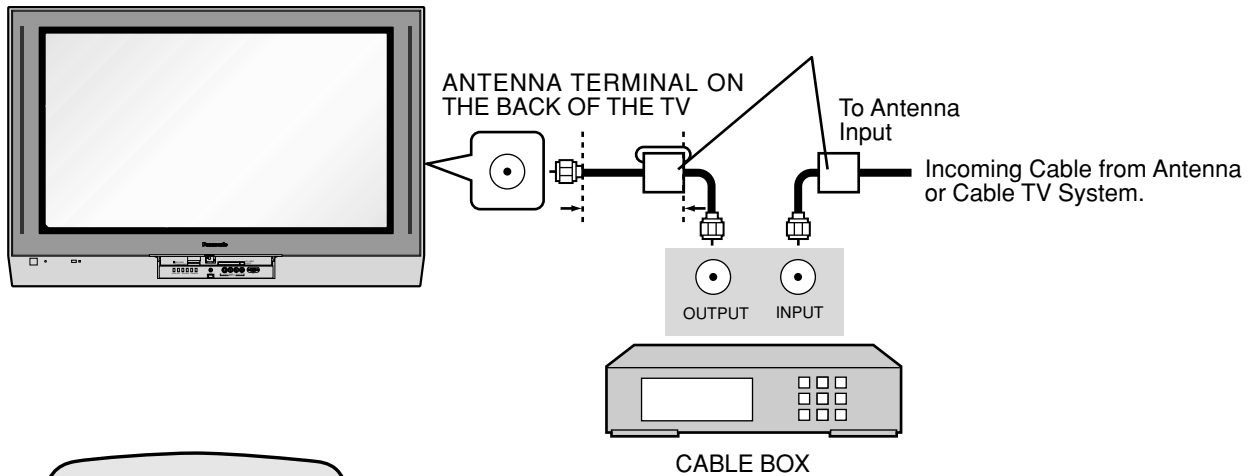 ANTENNA TERMINAL ON
THE BACK OF THE TV
To Antenna
Input
Incoming Cable from Antenna
or Cable TV System.
Panasonic
OUTPUT
INPUT
CABLE BOX